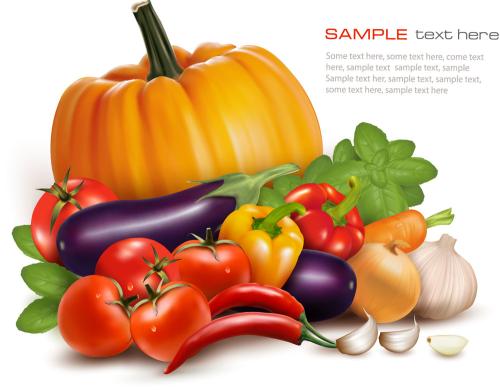 SAMPLE text here
Some text here, some text here, come text
here, sample text sample text, sample
Sample text her, sample text, sample text,
some text here, sample text here